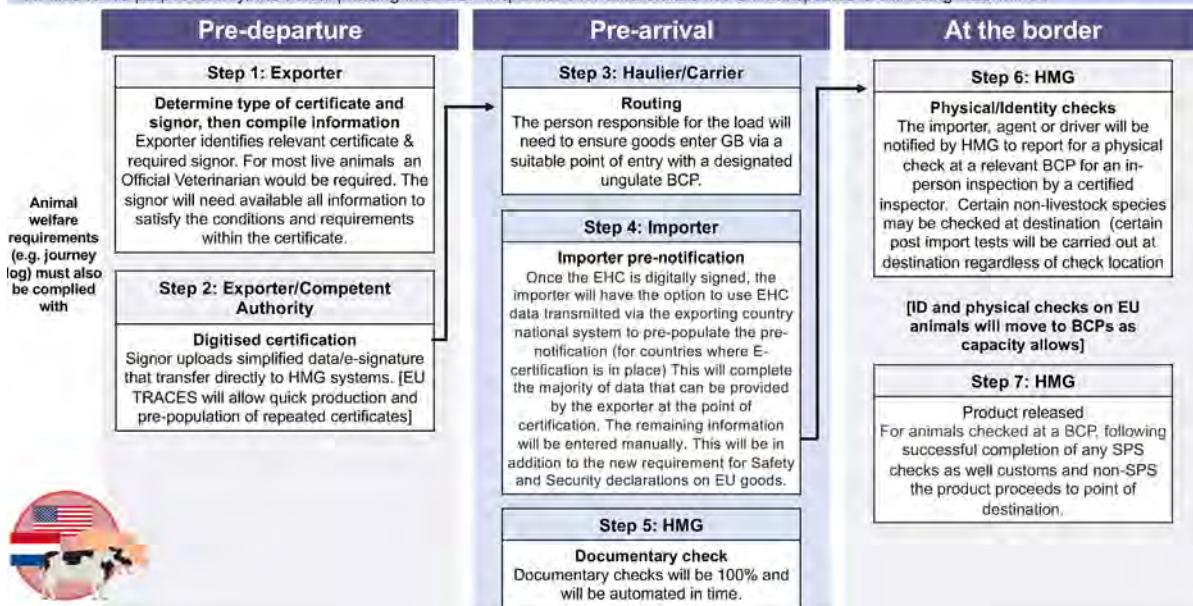 Pre-departure
Step 1: Exporter
Determine type of certificate and
signor, then compile information
Exporter identifies relevant certificate &
required signor. For most live animals an
Official Veterinarian would be required. The
signor will need available all information to
satisfy the conditions and requirements
within the certificate.
Animal
welfare
requirements
(e.g. journey
log) must also
be complied
with
Step 2: Exporter/Competent
Authority
Digitised certification
Signor uploads simplified data/e-signature
that transfer directly to HMG systems. [EU
TRACES will allow quick production and
pre-population of repeated certificates]
Pre-arrival
Step 3: Haulier/Carrier
Routing
The person responsible for the load will
need to ensure goods enter GB via a
suitable point of entry with a designated
ungulate BCP.
Step 4: Importer
Importer pre-notification
Once the EHC is digitally signed, the
importer will have the option to use EHC
data transmitted via the exporting country
national system to pre-populate the pre-
notification (for countries where E-
certification is in place) This will complete
the majority of data that can be provided
by the exporter at the point of
certification. The remaining information
will be entered manually. This will be in
addition to the new requirement for Safety
and Security declarations on EU goods.
Step 5: HMG
Documentary check
Documentary checks will be 100% and
will be automated in time.
At the border
Step 6: HMG
Physical/Identity checks
The importer, agent or driver will be
notified by HMG to report for a physical
check at a relevant BCP for an in-
person inspection by a certified
inspector. Certain non-livestock species
may be checked at destination (certain
post import tests will be carried out at
destination regardless of check location
[ID and physical checks on EU
animals will move to BCPs as
capacity allows]
Step 7: HMG
Product released
For animals checked at a BCP, following
successful completion of any SPS
checks as well customs and non-SPS
the product proceeds to point of
destination.